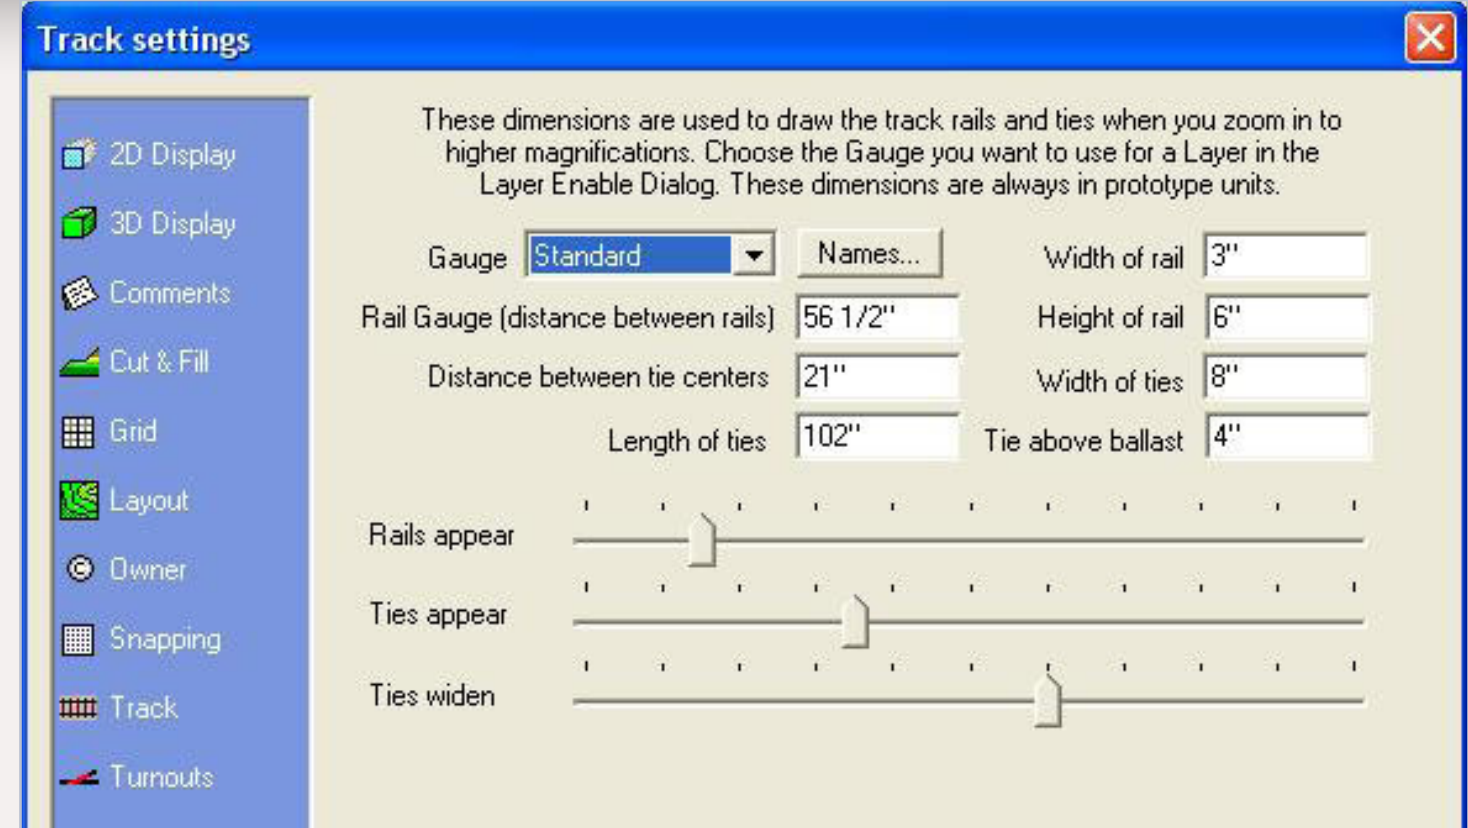 Track settings
2D Display
3D Display
Comments
Cut & Fill
Grid
Layout
Owner
Snapping
Track
Turnouts
These dimensions are used to draw the track rails and ties when you zoom in to
higher magnifications. Choose the Gauge you want to use for a Layer in the
Layer Enable Dialog. These dimensions are always in prototype units.
Gauge Standard Names... Width of rail 3"
Rail Gauge (distance between rails) 56 1/2" Height of rail 6"
Distance between tie centers 21" Width of ties 8"
Length of ties 102" Tie above ballast 4"
Rails appear
Ties appear
Ties widen